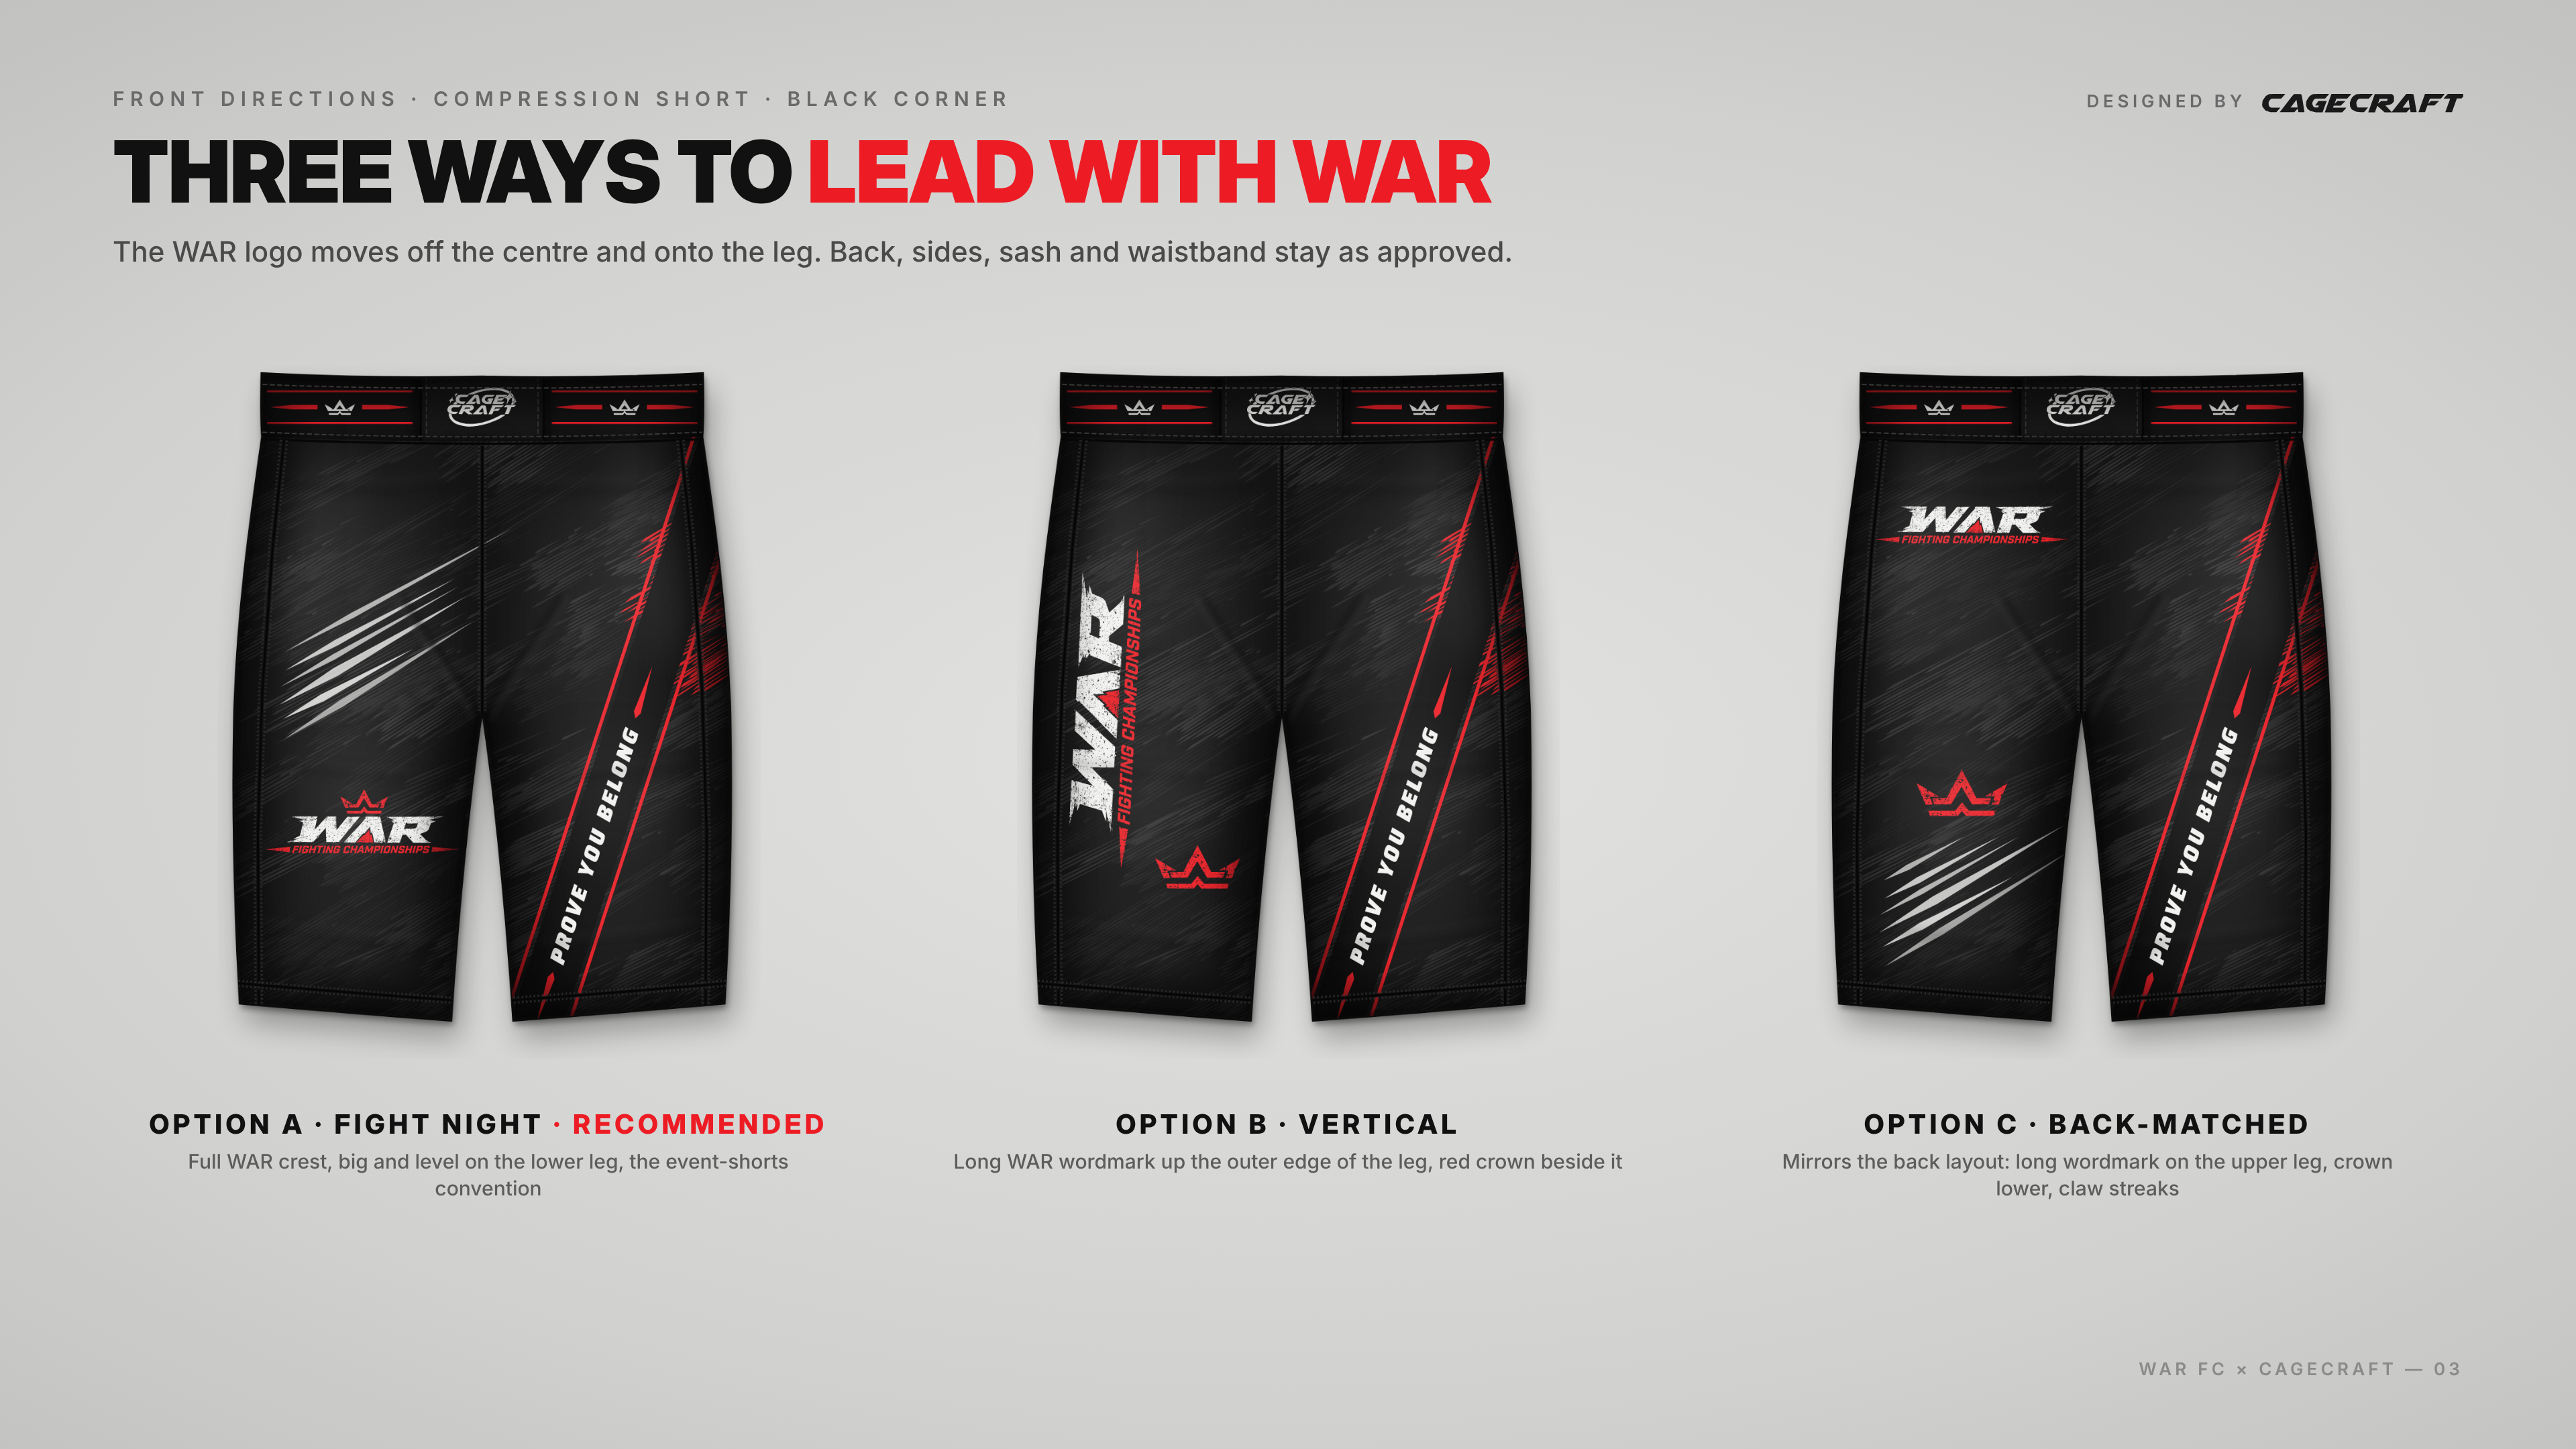 FRONT DIRECTIONS · COMPRESSION SHORT · BLACK CORNER
DESIGNED BY CAGECRAFT
THREE WAYS TO LEAD WITH WAR
The WAR logo moves off the centre and onto the leg. Back, sides, sash and waistband stay as approved.
CAGE
CRAFT
WAR
FIGHTING CHAMPIONSHIPS
PROVE YOU BELONG
CAGE
CRAFT
WAR
FIGHTING CHAMPIONSHIPS
PROVE YOU BELONG
CAGE
CRAFT
WAR
FIGHTING CHAMPIONSHIPS
PROVE YOU BELONG
OPTION A · FIGHT NIGHT · RECOMMENDED
Full WAR crest, big and level on the lower leg, the event-shorts
convention
OPTION B · VERTICAL
Long WAR wordmark up the outer edge of the leg, red crown beside it
OPTION C · BACK-MATCHED
Mirrors the back layout: long wordmark on the upper leg, crown
lower, claw streaks
WAR FC × CAGECRAFT — 03